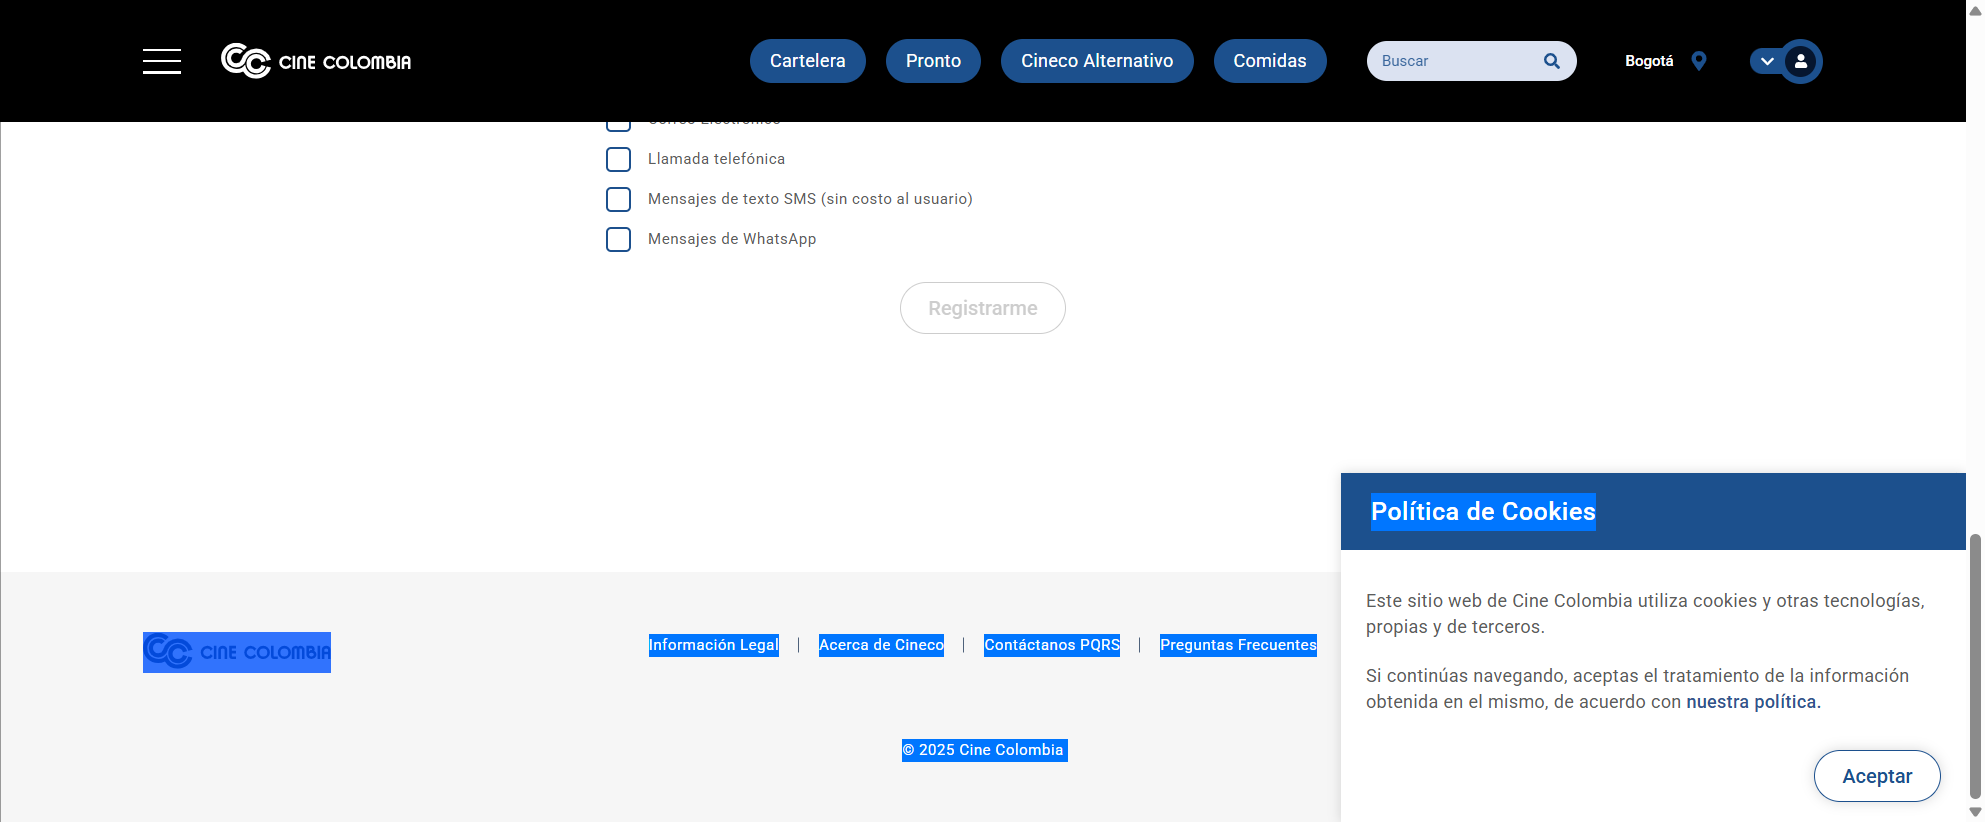 CINE COLOMBIA
Cartelera
Pronto
Cineco Alternativo
Comidas
Buscar
Bogotá
Correo Electrónico
Llamada telefónica
Mensajes de texto SMS (sin costo al usuario)
Mensajes de WhatsApp
Registrarme
Política de Cookies
Este sitio web de Cine Colombia utiliza cookies y otras tecnologías,
propias y de terceros.
Si continúas navegando, aceptas el tratamiento de la información
obtenida en el mismo, de acuerdo con nuestra política.
Aceptar
CINE COLOMBIA
Información Legal | Acerca de Cineco | Contáctanos PQRS | Preguntas Frecuentes
© 2025 Cine Colombia